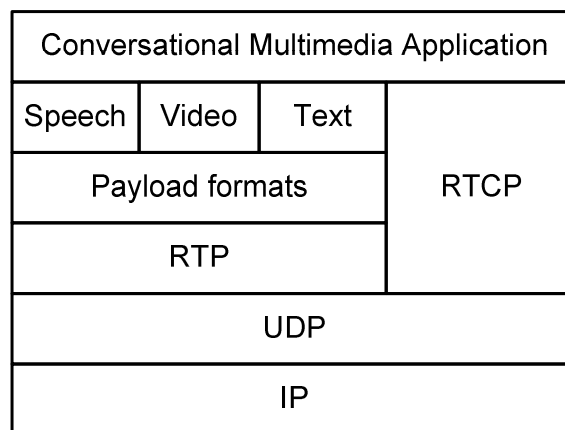 Conversational Multimedia Application
Speech
Video
Text
Payload formats
RTCP
RTP
UDP
IP